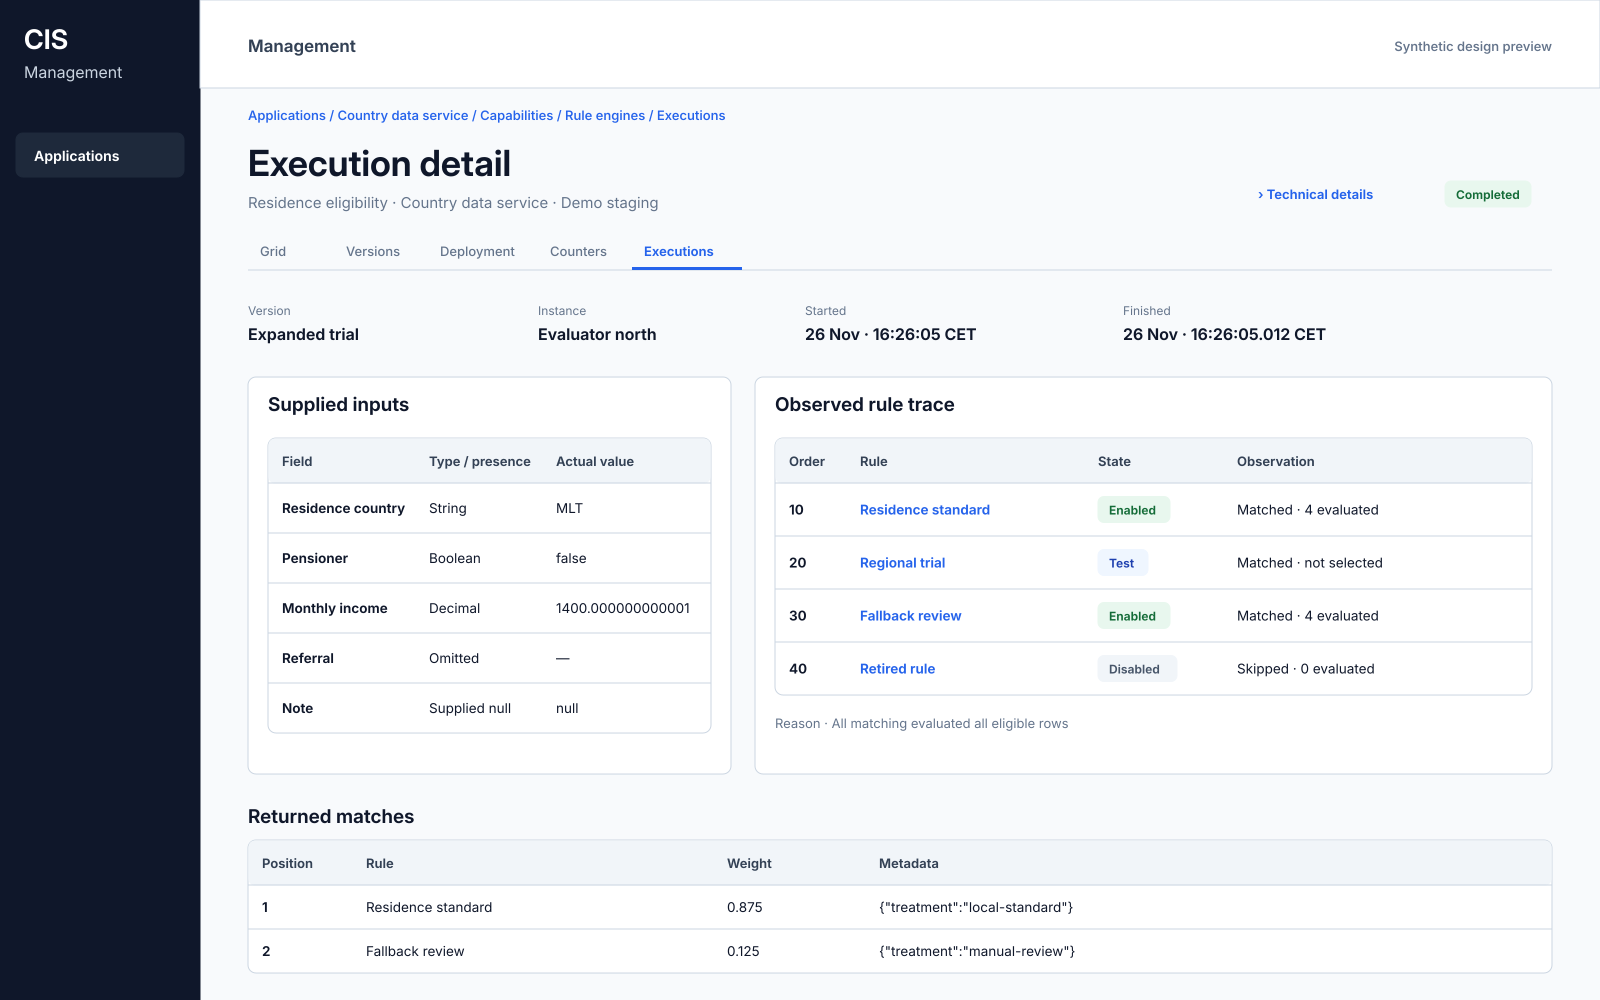 CIS
Management
Applications
Management
Synthetic design preview
Applications / Country data service / Capabilities / Rule engines / Executions
Execution detail
Residence eligibility · Country data service · Demo staging
› Technical details
Completed
Grid Versions Deployment Counters Executions
Version Instance Started Finished
Expanded trial Evaluator north 26 Nov · 16:26:05 CET 26 Nov · 16:26:05.012 CET
Supplied inputs
Field Type / presence Actual value
Residence country String MLT
Pensioner Boolean false
Monthly income Decimal 1400.000000000001
Referral Omitted —
Note Supplied null null
Observed rule trace
Order Rule State Observation
10 Residence standard Enabled Matched · 4 evaluated
20 Regional trial Test Matched · not selected
30 Fallback review Enabled Matched · 4 evaluated
40 Retired rule Disabled Skipped · 0 evaluated
Reason · All matching evaluated all eligible rows
Returned matches
Position Rule Weight Metadata
1 Residence standard 0.875 {"treatment":"local-standard"}
2 Fallback review 0.125 {"treatment":"manual-review"}